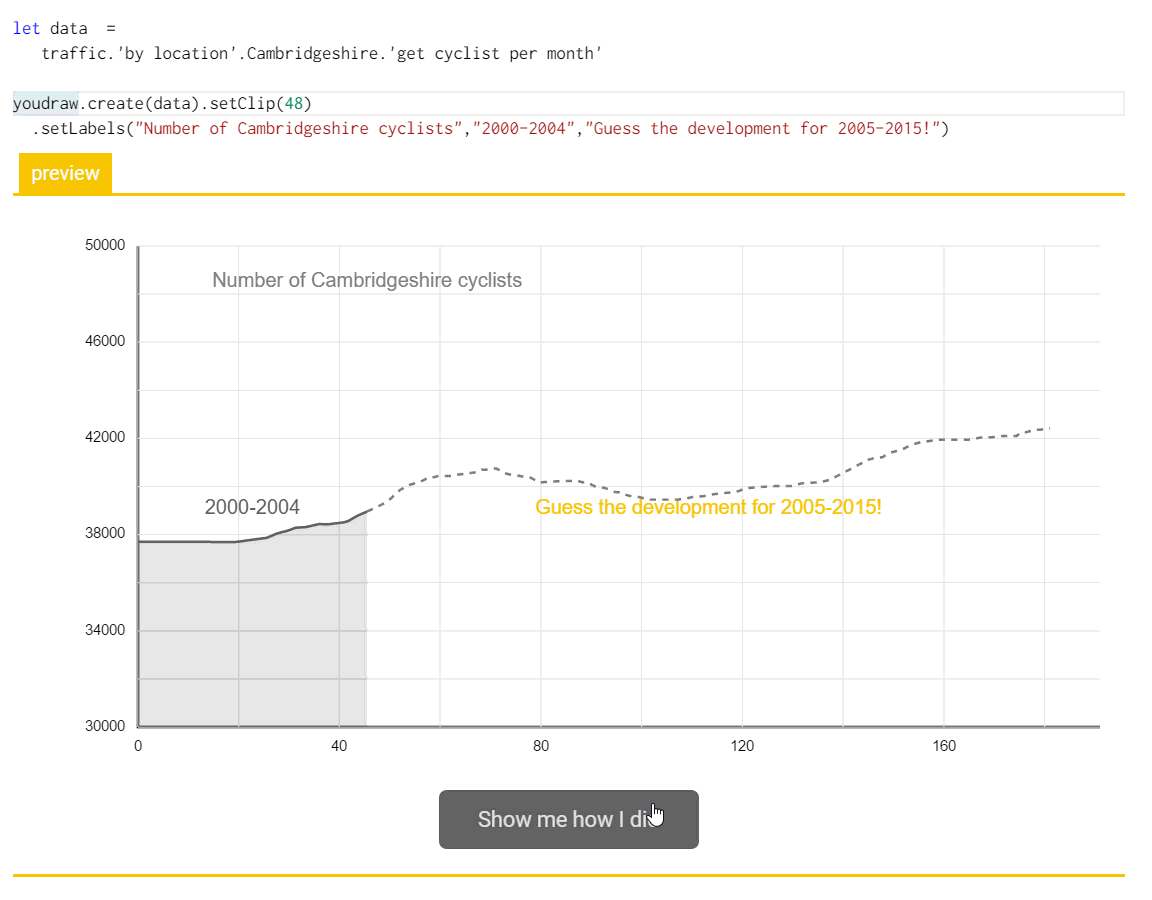 let data  =
   traffic.'by location'.Cambridgeshire.'get cyclist per month'
youdraw.create(data).setClip(48)
  .setLabels("Number of Cambridgeshire cyclists","2000-2004","Guess the development for 2005-2015!")
preview
50000
Number of Cambridgeshire cyclists
46000
42000
2000-2004
Guess the development for 2005-2015!
38000
34000
30000
0 40 80 120 160
Show me how I di